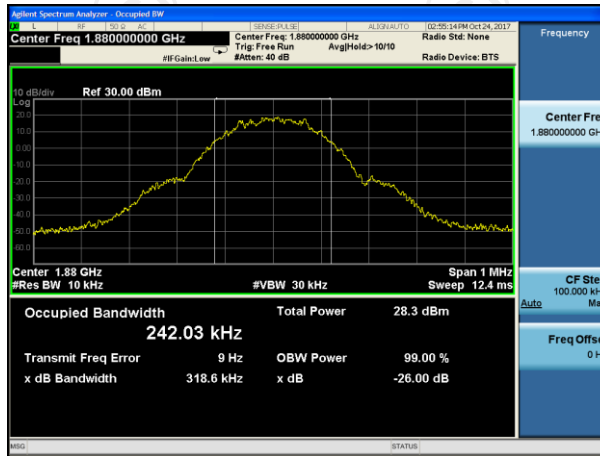 Agilent Spectrum Analyzer - Occupied BW
L RF 50 Ω AC SENSE:PULSE ALIGNAUTO 02:55:14PM Oct 24, 2017
Center Freq 1.880000000 GHz
Center Freq: 1.880000000 GHz Radio Std: None
Trig: Free Run Avg|Hold:> 10/10
#IFGain:Low #Atten: 40 dB Radio Device: BTS
Frequency
10 dB/div Ref 30.00 dBm
Log
20.0
10.0
0.00
-10.0
-20.0
-30.0
-40.0
-50.0
-60.0
Center Fre
1.880000000 GH
Center 1.88 GHz Span 1 MHz
#Res BW 10 kHz #VBW 30 kHz Sweep 12.4 ms
CF Ste
100.000 kH
Auto Ma
Occupied Bandwidth Total Power 28.3 dBm
242.03 kHz
Transmit Freq Error 9 Hz OBW Power 99.00 %
x dB Bandwidth 318.6 kHz x dB -26.00 dB
Freq Offse
0 H
MSG STATUS